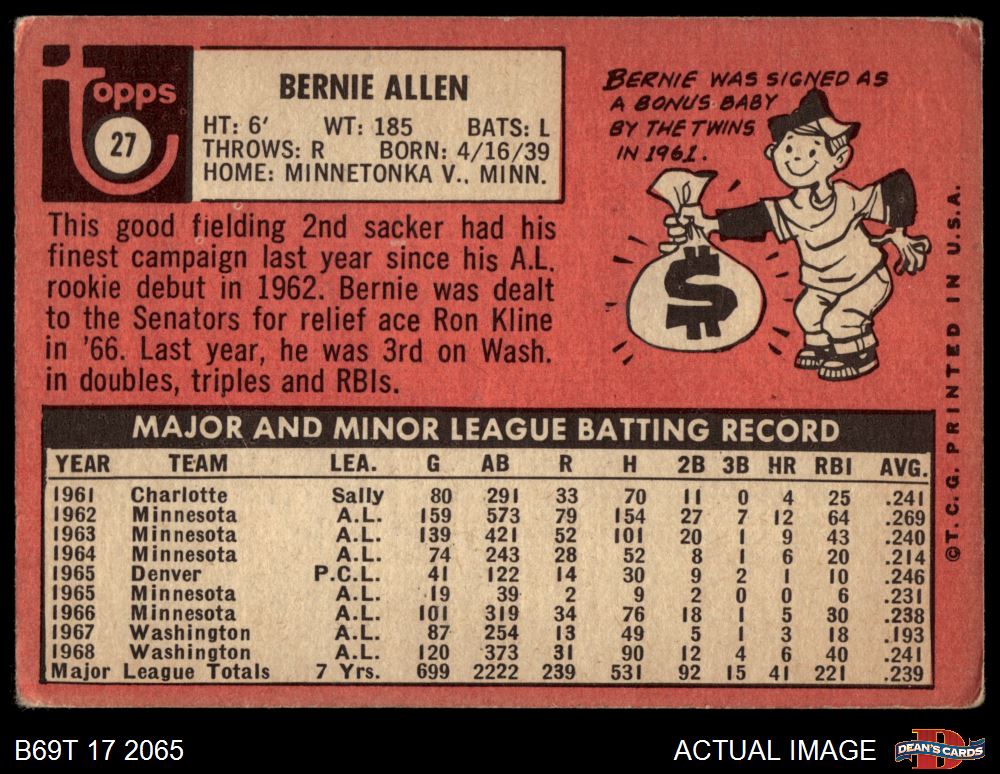 topps
27
BERNIE ALLEN
HT: 6' WT: 185 BATS: L
THROWS: R BORN: 4/16/39
HOME: MINNETONKA V., MINN.
BERNIE WAS SIGNED AS
A BONUS BABY
BY THE TWINS
IN 1961.
$
This good fielding 2nd sacker had his
finest campaign last year since his A.L.
rookie debut in 1962. Bernie was dealt
to the Senators for relief ace Ron Kline
in '66. Last year, he was 3rd on Wash.
in doubles, triples and RBIs.
MAJOR AND MINOR LEAGUE BATTING RECORD
YEAR TEAM LEA. G AB R H 2B 3B HR RBI AVG.
1961 Charlotte Sally 80 291 33 70 11 0 4 25 .241
1962 Minnesota A.L. 159 573 79 154 27 7 12 64 .269
1963 Minnesota A.L. 139 421 52 101 20 1 9 43 .240
1964 Minnesota A.L. 74 243 28 52 8 1 6 20 .214
1965 Denver P.C.L. 41 122 14 30 9 2 1 10 .246
1965 Minnesota A.L. 19 39 2 9 2 0 0 6 .231
1966 Minnesota A.L. 101 319 34 76 18 1 5 30 .238
1967 Washington A.L. 87 254 13 49 5 1 3 18 .193
1968 Washington A.L. 120 373 31 90 12 4 6 40 .241
Major League Totals 7 Yrs. 699 2222 239 531 92 15 41 221 .239
©T. C. G. PRINTED IN U.S.A.
B69T 17 2065
ACTUAL IMAGE
D
DEAN'S CARDS